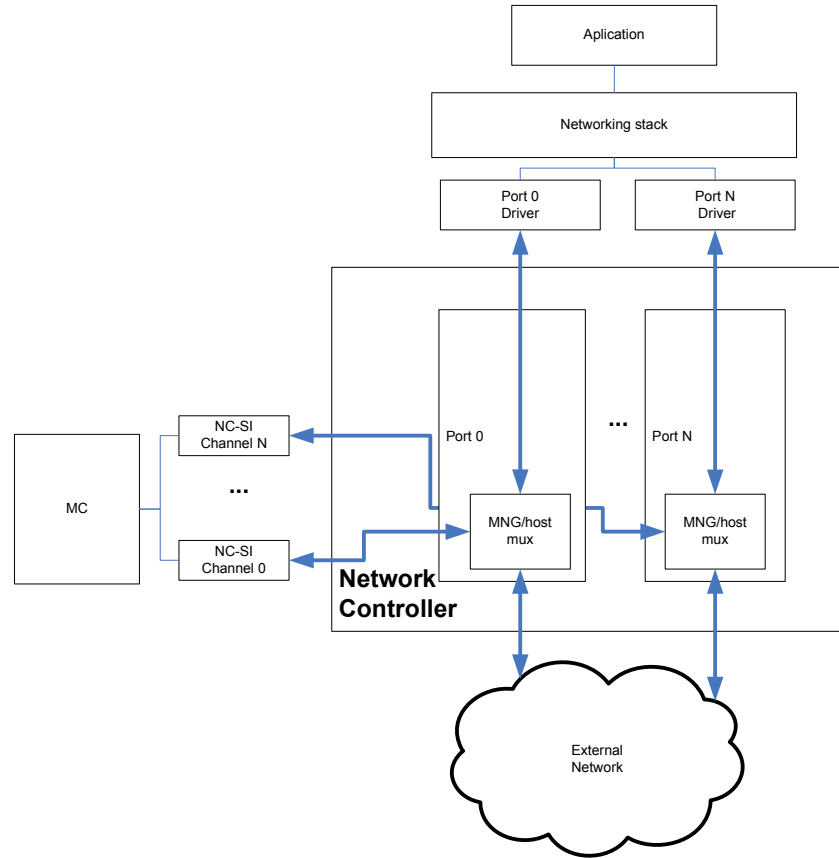 Aplication
Networking stack
Port 0
Driver
Port N
Driver
NC-SI
Channel N
Port 0
...
Port N
...
MC
MNG/host
mux
MNG/host
mux
NC-SI
Channel 0
Network
Controller
External
Network